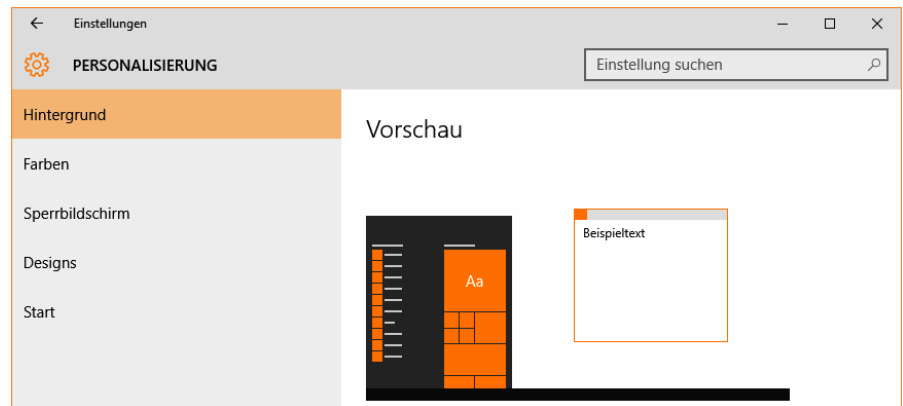 Einstellungen
PERSONALISIERUNG
Einstellung suchen
Hintergrund
Farben
Sperrbildschirm
Designs
Start
Vorschau
Aa
Beispieltext